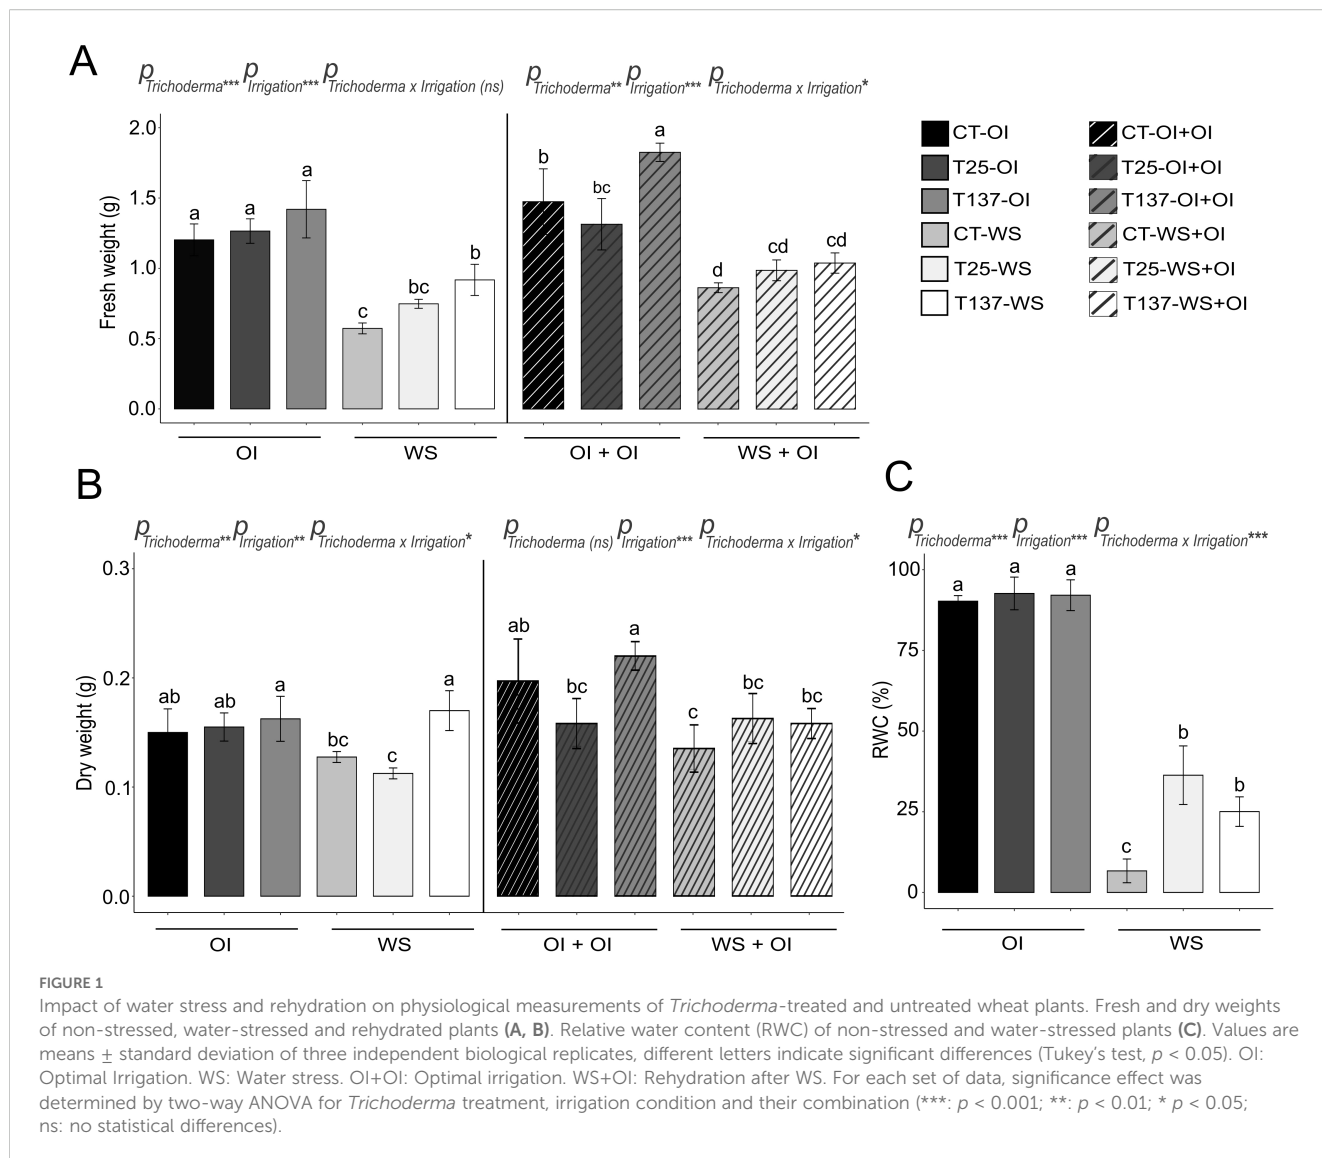 A
pTrichoderma*** pIrrigation*** pTrichoderma x Irrigation (ns)
pTrichoderma** pIrrigation*** pTrichoderma x Irrigation*
Fresh weight (g)
2.0
1.5
1.0
0.5
0.0
a a a c bc b
b bc a d cd cd
OI WS OI + OI WS + OI
CT-OI CT-OI+OI
T25-OI T25-OI+OI
T137-OI T137-OI+OI
CT-WS CT-WS+OI
T25-WS T25-WS+OI
T137-WS T137-WS+OI
B
pTrichoderma** pIrrigation** pTrichoderma x Irrigation*
pTrichoderma (ns) pIrrigation*** pTrichoderma x Irrigation*
Dry weight (g)
0.3
0.2
0.1
0.0
ab ab a bc c a
ab bc a c bc bc
OI WS OI + OI WS + OI
C
pTrichoderma*** pIrrigation*** pTrichoderma x Irrigation***
RWC (%)
100
75
50
25
0
a a a c b b
OI WS
FIGURE 1
Impact of water stress and rehydration on physiological measurements of Trichoderma-treated and untreated wheat plants. Fresh and dry weights
of non-stressed, water-stressed and rehydrated plants (A, B). Relative water content (RWC) of non-stressed and water-stressed plants (C). Values are
means ± standard deviation of three independent biological replicates, different letters indicate significant differences (Tukey's test, p < 0.05). OI:
Optimal Irrigation. WS: Water stress. OI+OI: Optimal irrigation. WS+OI: Rehydration after WS. For each set of data, significance effect was
determined by two-way ANOVA for Trichoderma treatment, irrigation condition and their combination (***: p < 0.001; **: p < 0.01; * p < 0.05;
ns: no statistical differences).